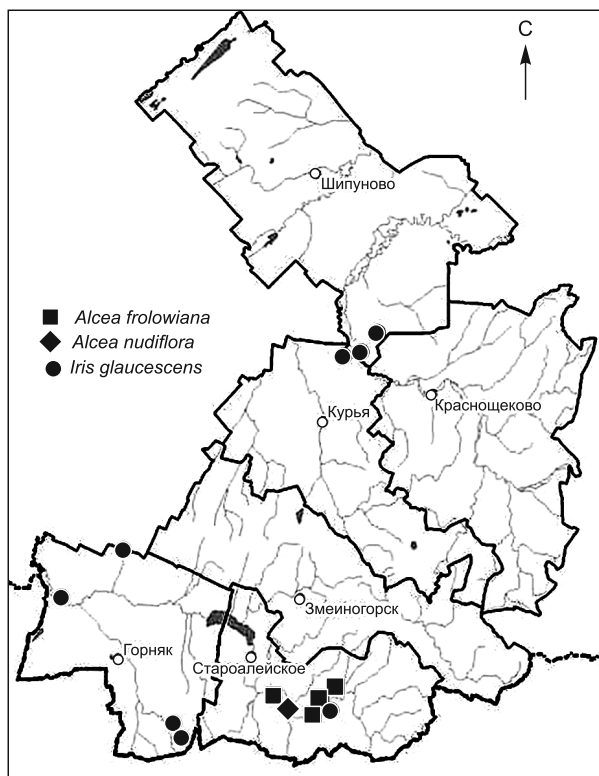 С
Шипуново
Alcea frolowiana
Alcea nudiflora
Iris glaucescens
Краснощеково
Курья
Змеиногорск
Горняк
Староалейское